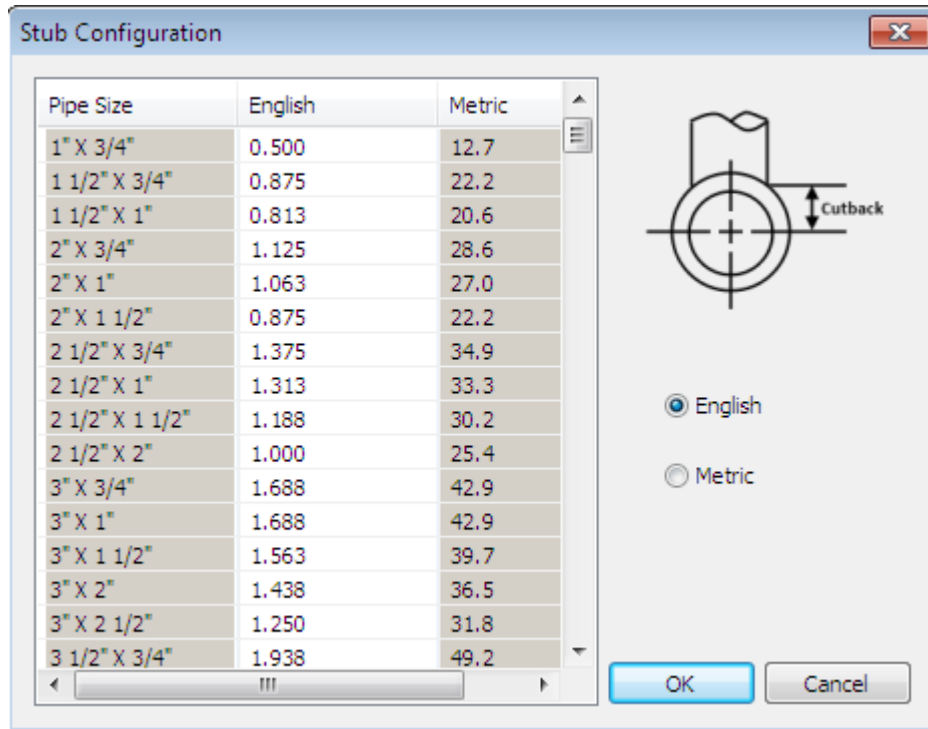 Stub Configuration
Pipe Size English Metric
1" X 3/4" 0.500 12.7
1 1/2" X 3/4" 0.875 22.2
1 1/2" X 1" 0.813 20.6
2" X 3/4" 1.125 28.6
2" X 1" 1.063 27.0
2" X 1 1/2" 0.875 22.2
2 1/2" X 3/4" 1.375 34.9
2 1/2" X 1" 1.313 33.3
2 1/2" X 1 1/2" 1.188 30.2
2 1/2" X 2" 1.000 25.4
3" X 3/4" 1.688 42.9
3" X 1" 1.688 42.9
3" X 1 1/2" 1.563 39.7
3" X 2" 1.438 36.5
3" X 2 1/2" 1.250 31.8
3 1/2" X 3/4" 1.938 49.2
Cutback
English
Metric
OK Cancel